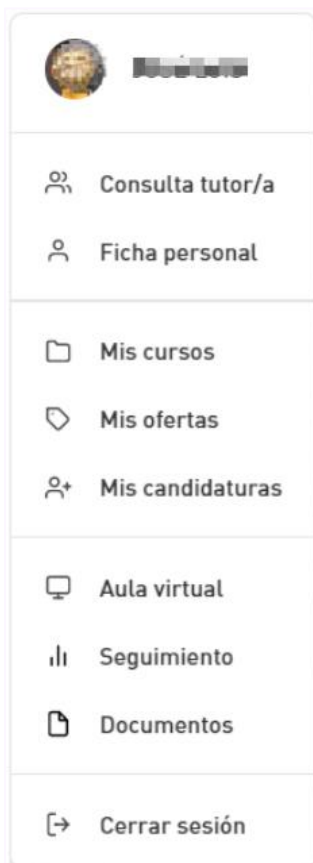 Consulta tutor/a
Ficha personal
Mis cursos
Mis ofertas
Mis candidaturas
Aula virtual
Seguimiento
Documentos
Cerrar sesión